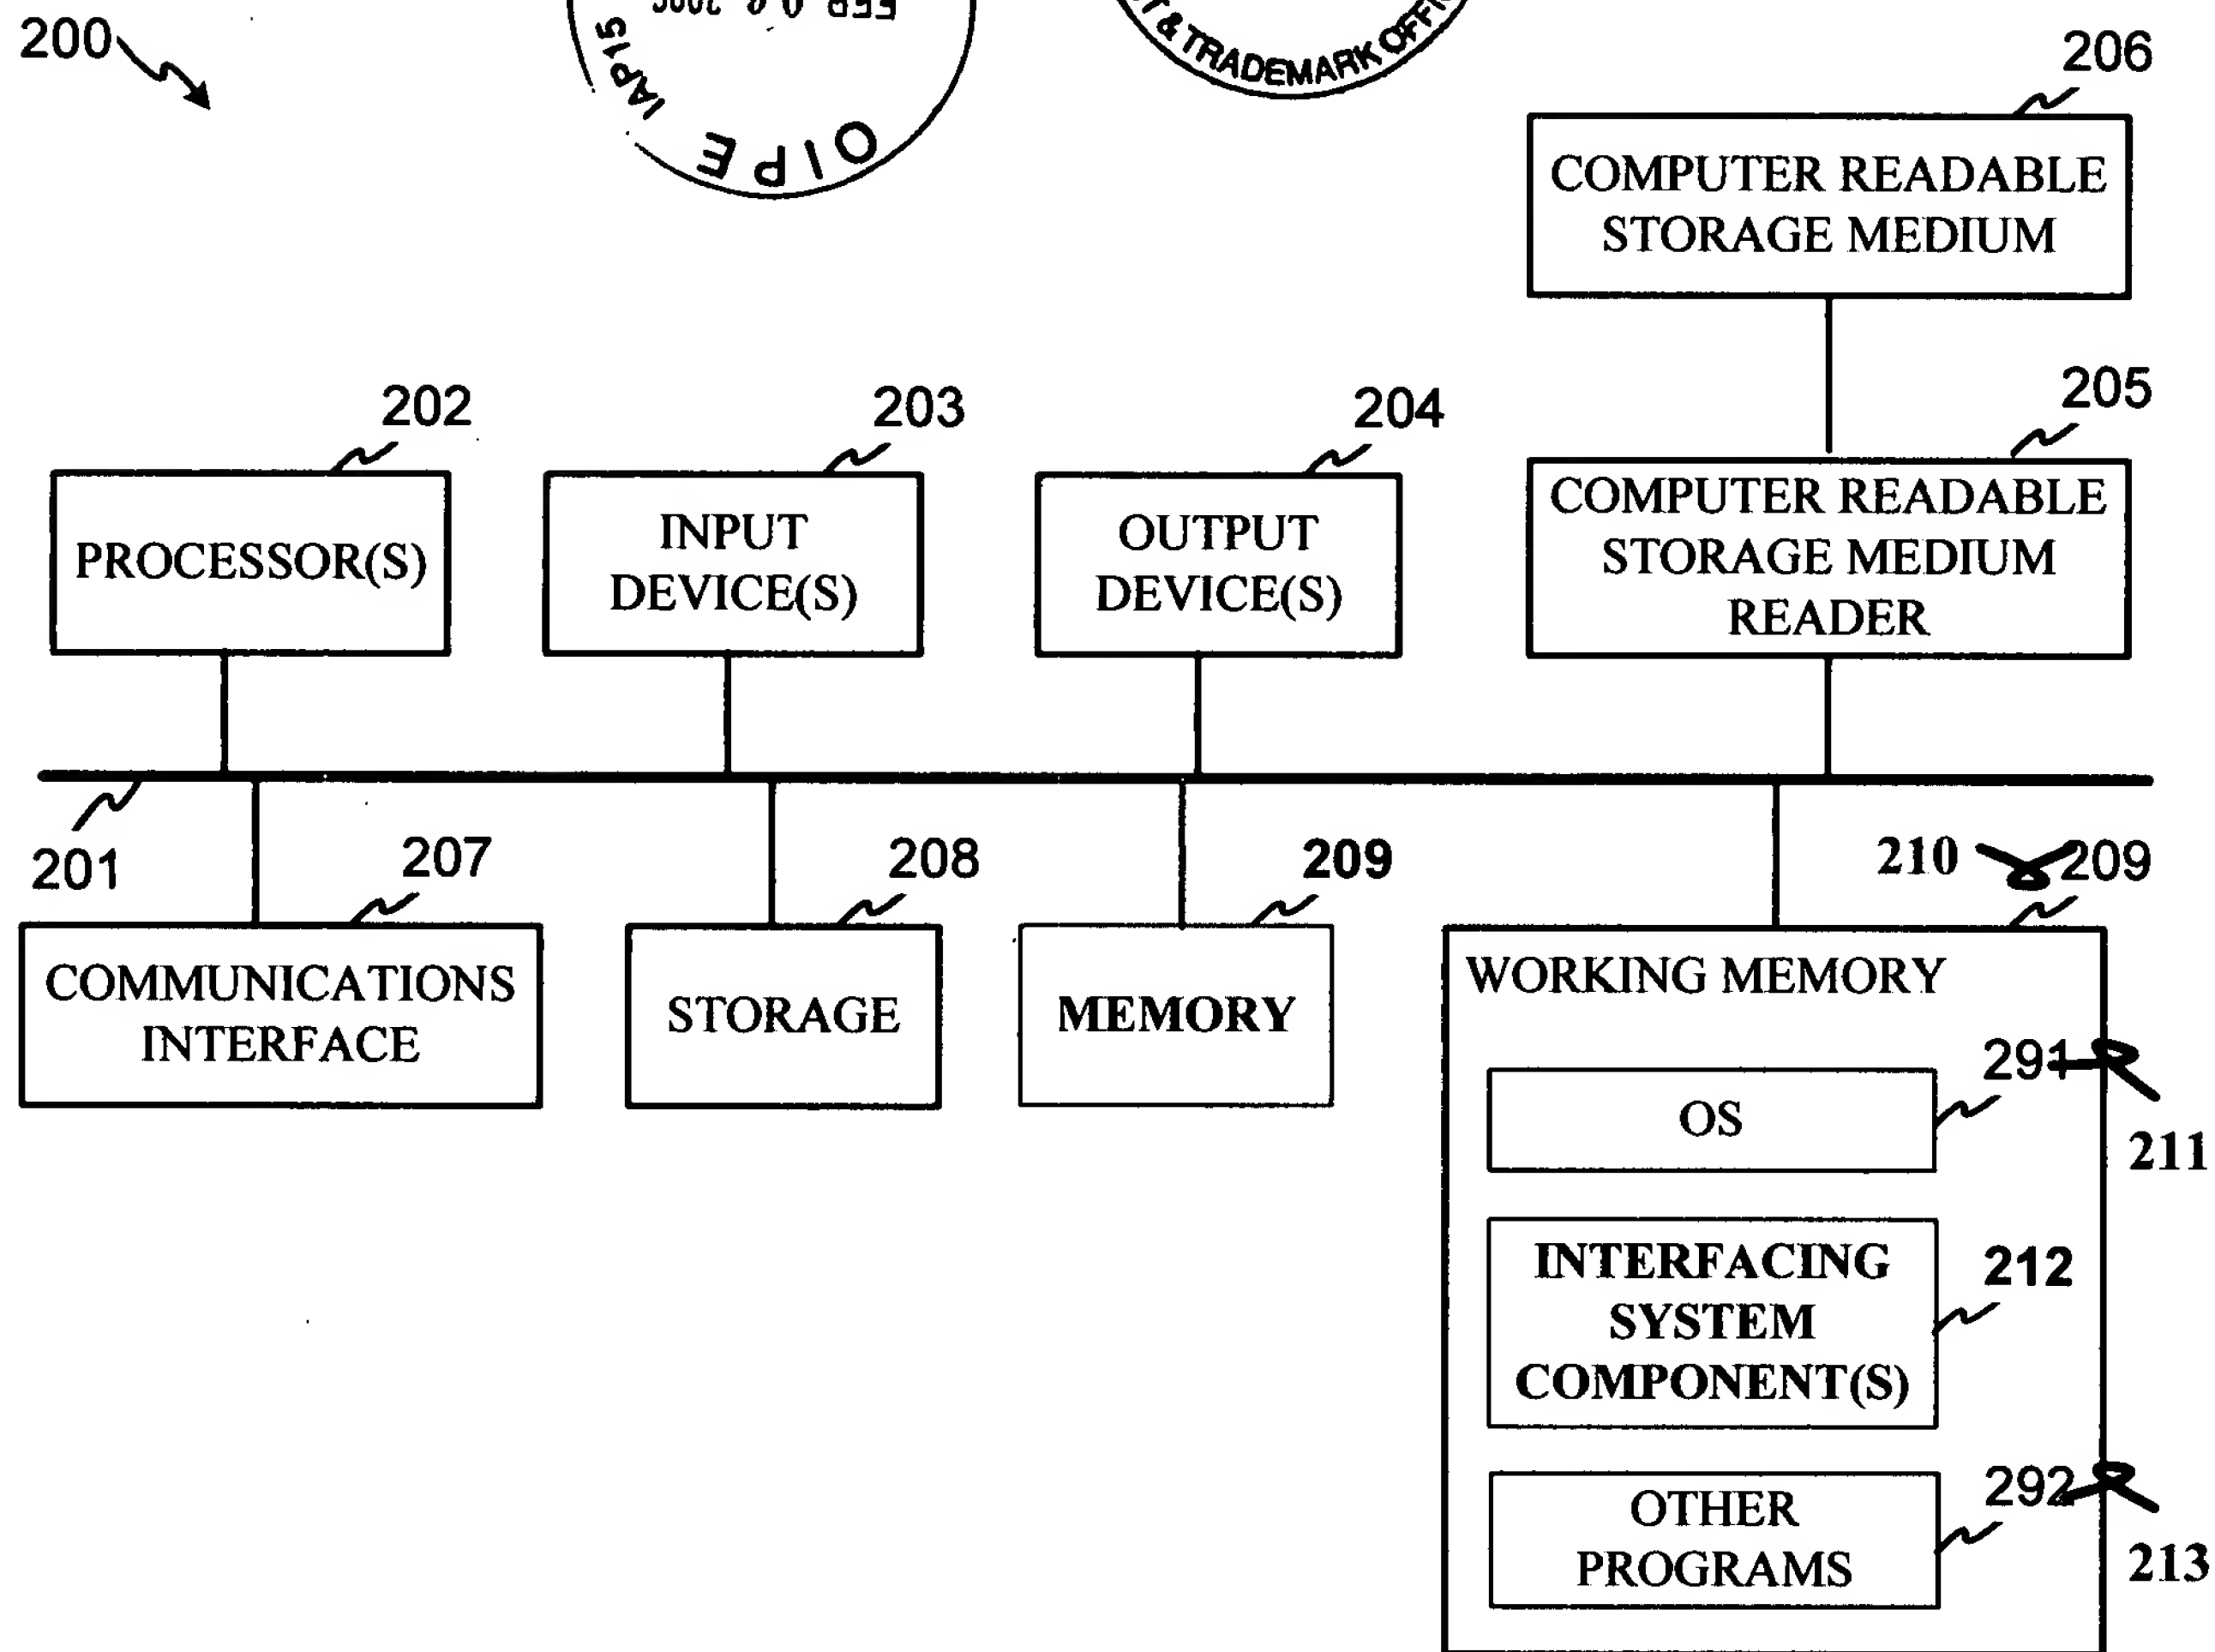 200
IAP15
OIPE
T & TRADEMARK OFFI
206
COMPUTER READABLE
STORAGE MEDIUM
202
203
204
205
PROCESSOR(S)
INPUT
DEVICE(S)
OUTPUT
DEVICE(S)
COMPUTER READABLE
STORAGE MEDIUM
READER
201
207
208
209
210
209
COMMUNICATIONS
INTERFACE
STORAGE
MEMORY
WORKING MEMORY
291
OS
211
INTERFACING
SYSTEM
COMPONENT(S)
212
292
OTHER
PROGRAMS
213